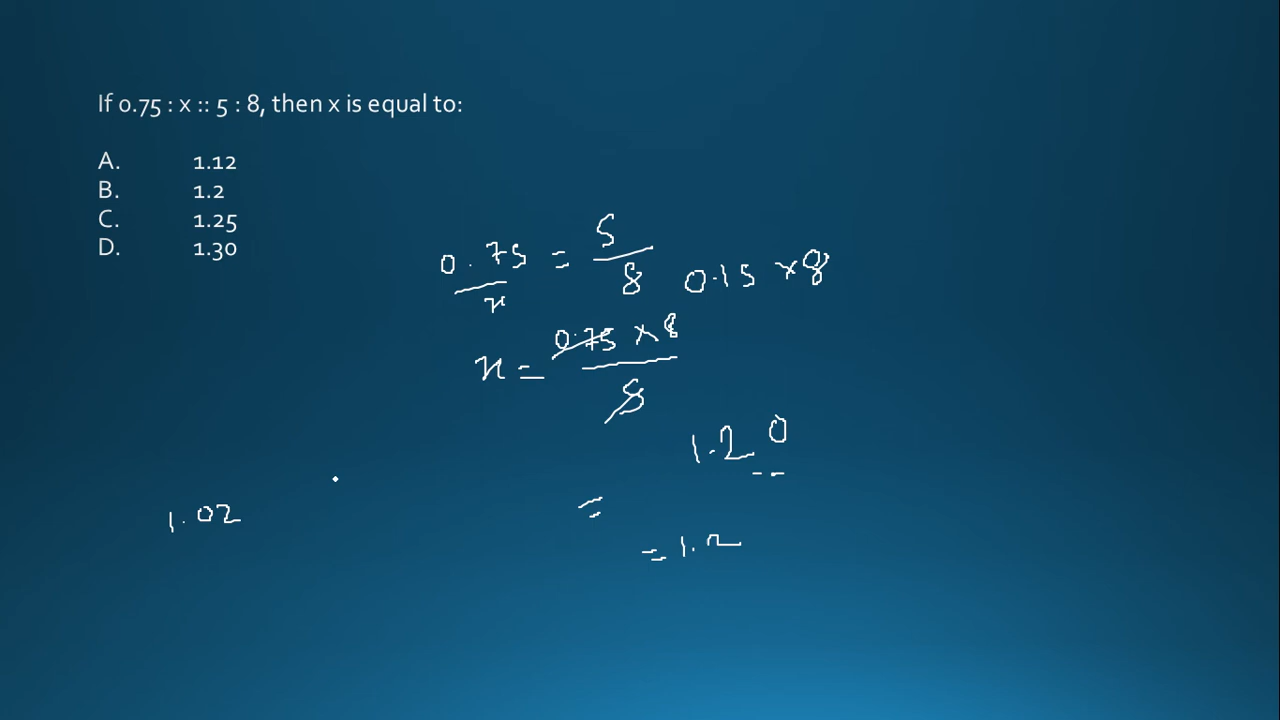 If 0.75 : x :: 5 : 8, then x is equal to:
A. 1.12
B. 1.2
C. 1.25
D. 1.30
0.75/x = 5/8
0.15 × 8
x = 0.75 × 8 / 5
1.20
=
= 1.2
1.02